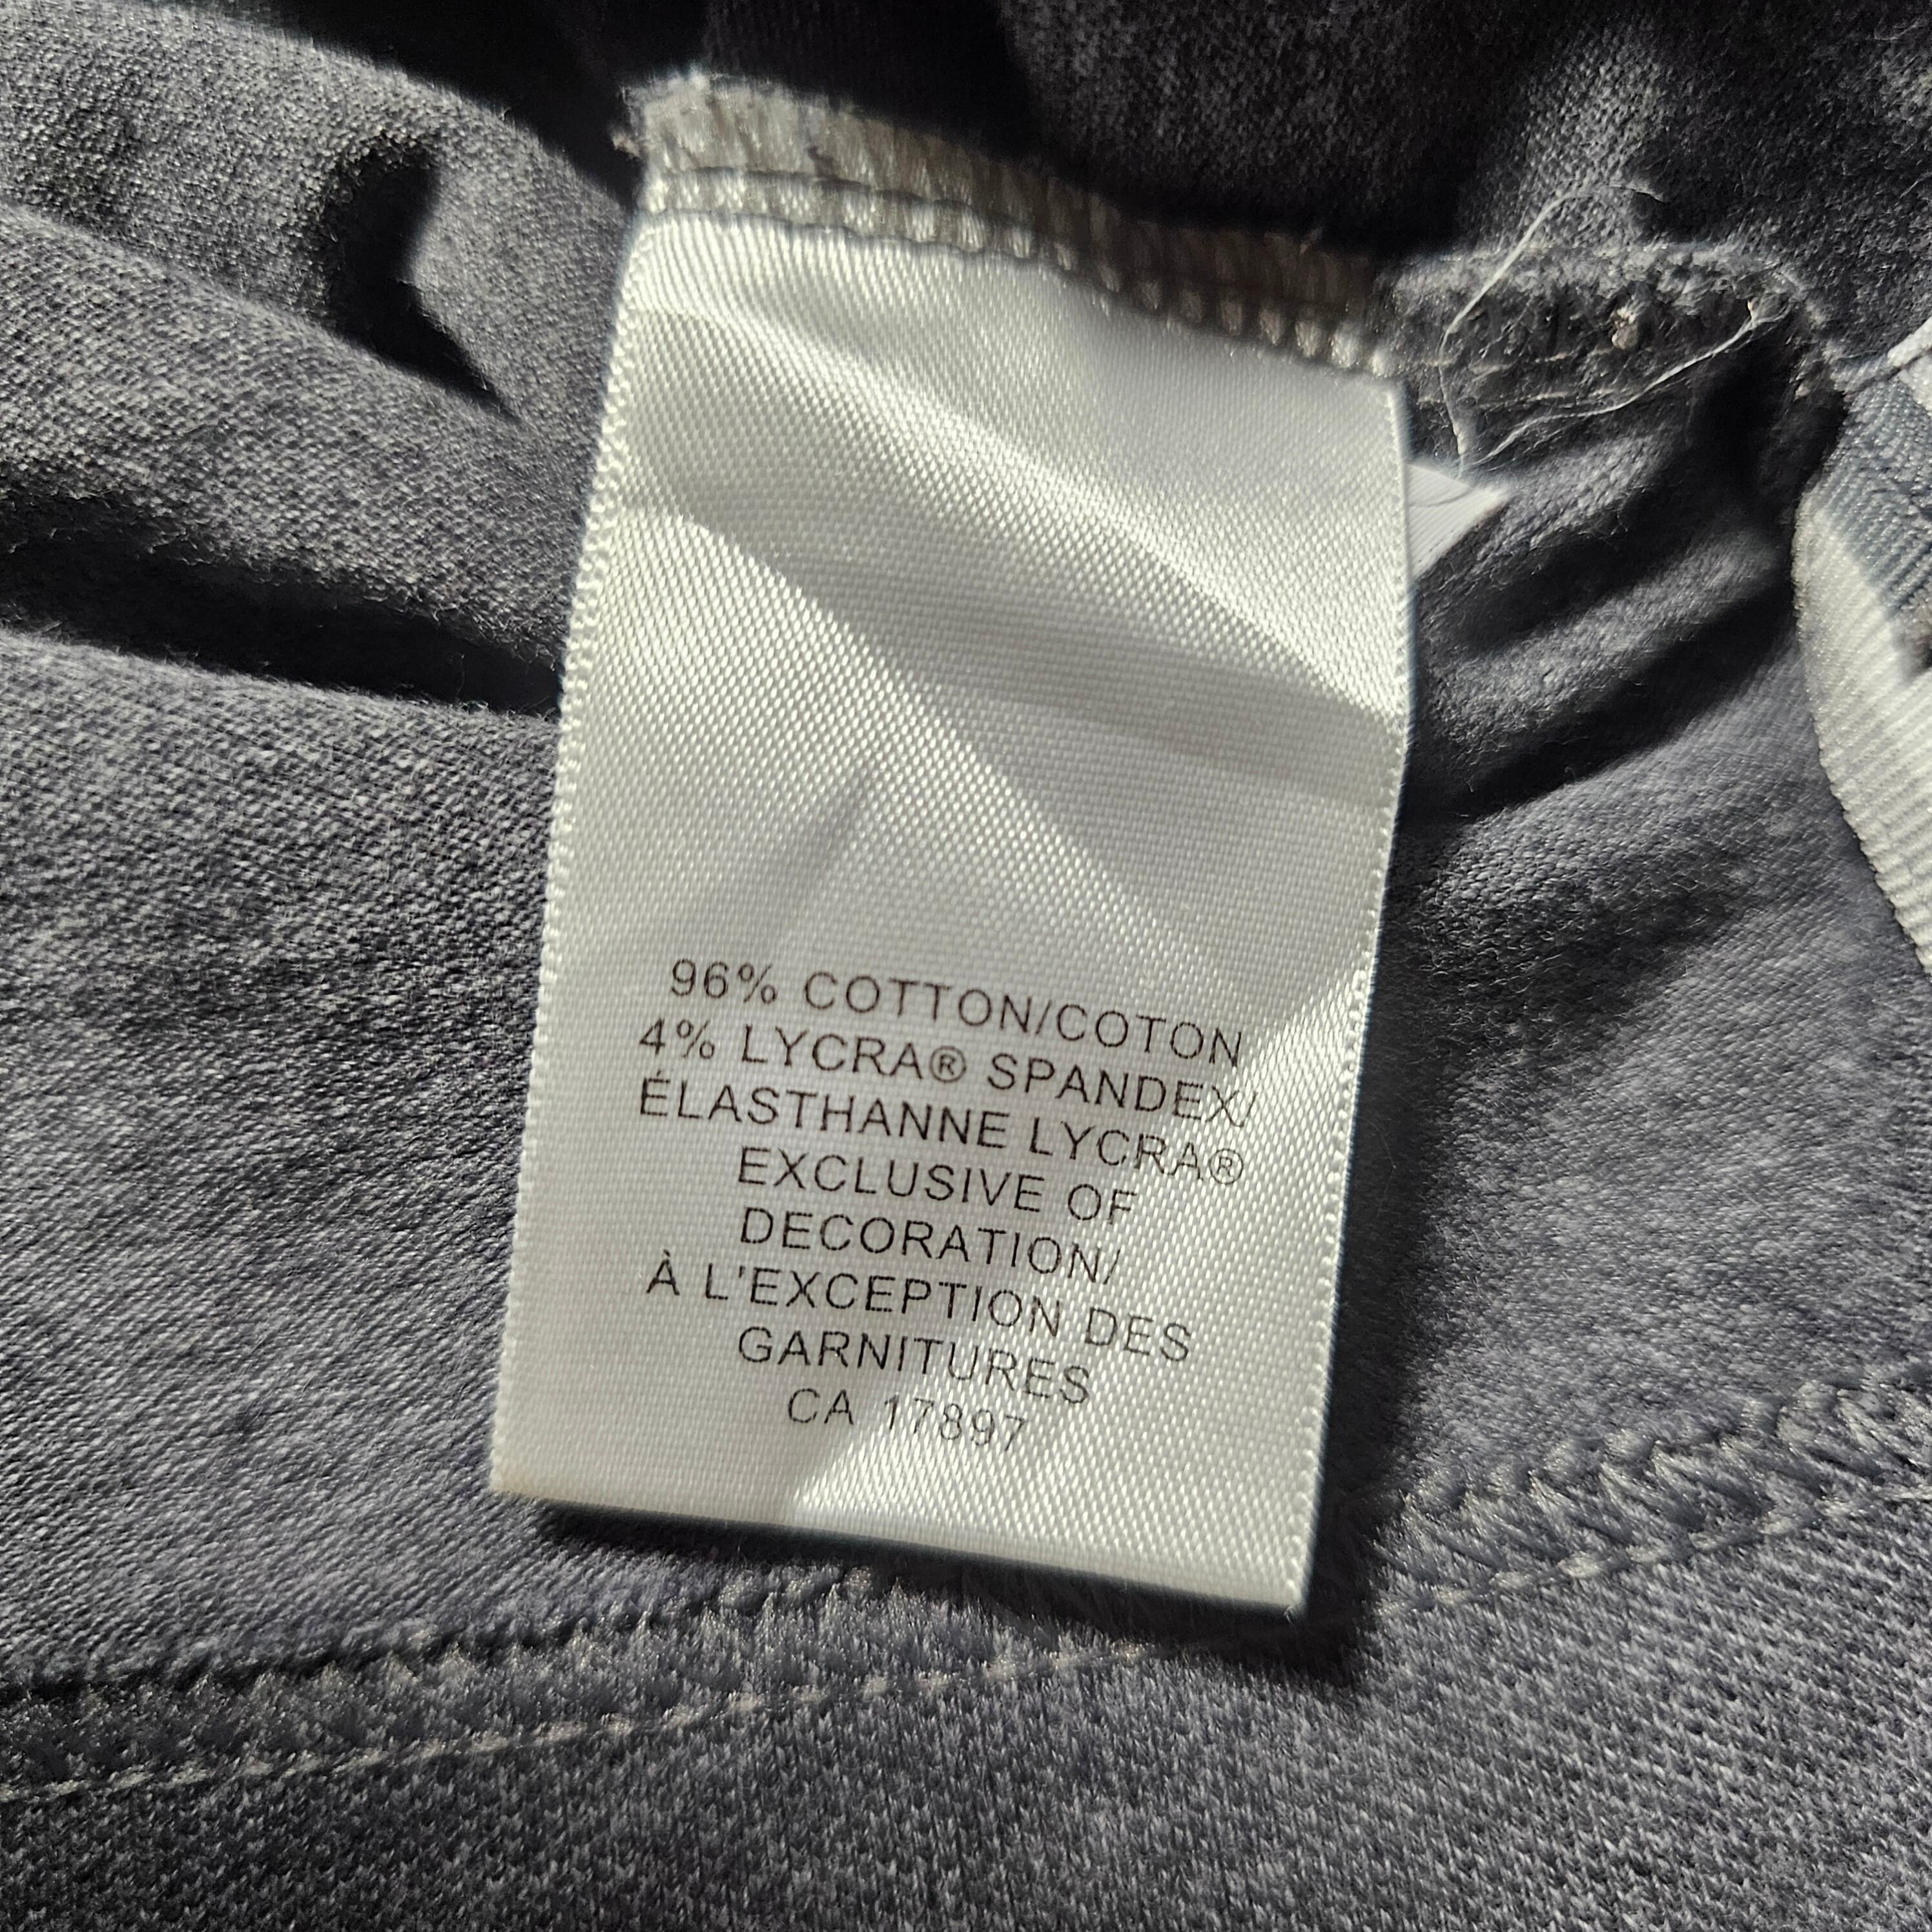 96% COTTON/COTON
4% LYCRA® SPANDEX/
ÉLASTHANNE LYCRA®
EXCLUSIVE OF
DECORATION/
À L'EXCEPTION DES
GARNITURES
CA 17897